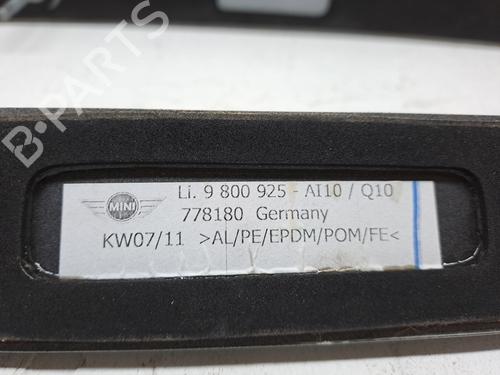 B-PARTS
MINI
Li. 9 800 925 - AI10 / Q10
778180 Germany
KW07/11 >AL/PE/EPDM/POM/FE<